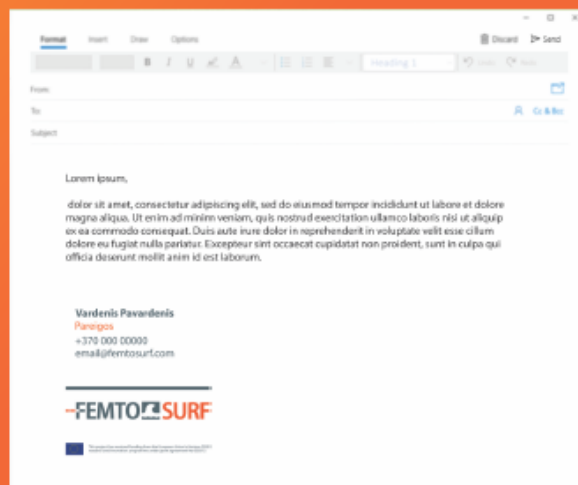 Format Insert Draw Options
Discard Send
B I U A Heading 1 Undo
From:
To: Cc & Bcc
Subject
Lorem ipsum,
dolor sit amet, consectetur adipiscing elit, sed do eiusmod tempor incididunt ut labore et dolore
magna aliqua. Ut enim ad minim veniam, quis nostrud exercitation ullamco laboris nisi ut aliquip
ex ea commodo consequat. Duis aute irure dolor in reprehenderit in voluptate velit esse cillum
dolore eu fugiat nulla pariatur. Excepteur sint occaecat cupidatat non proident, sunt in culpa qui
officia deserunt mollit anim id est laborum.
Vardenis Pavardenis
Pareigos
+370 000 00000
email@femtosurf.com
FEMTO SURF